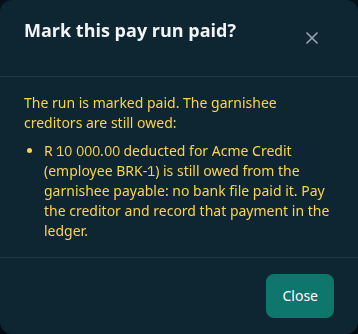 Mark this pay run paid?
The run is marked paid. The garnishee
creditors are still owed:
• R 10 000.00 deducted for Acme Credit
(employee BRK-1) is still owed from the
garnishee payable: no bank file paid it. Pay
the creditor and record that payment in the
ledger.
Close